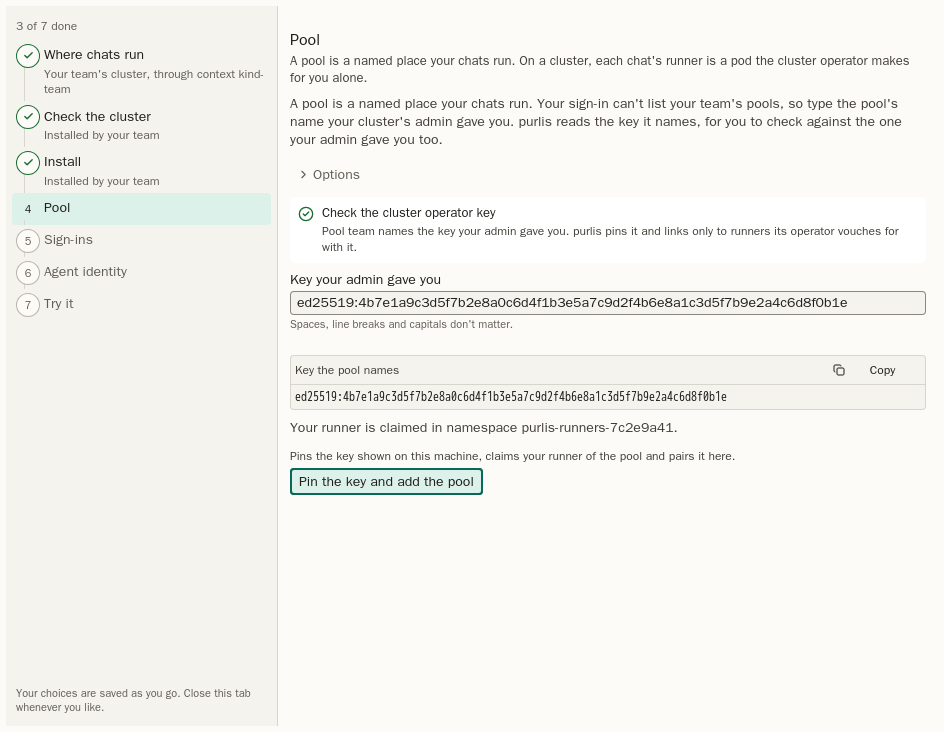 3 of 7 done
Where chats run
Your team's cluster, through context kind-
team
Check the cluster
Installed by your team
Install
Installed by your team
4 Pool
5 Sign-ins
6 Agent identity
7 Try it
Your choices are saved as you go. Close this tab
whenever you like.
Pool
A pool is a named place your chats run. On a cluster, each chat's runner is a pod the cluster operator makes
for you alone.
A pool is a named place your chats run. Your sign-in can't list your team's pools, so type the pool's
name your cluster's admin gave you. purlis reads the key it names, for you to check against the one
your admin gave you too.
Options
Check the cluster operator key
Pool team names the key your admin gave you. purlis pins it and links only to runners its operator vouches for
with it.
Key your admin gave you
ed25519:4b7e1a9c3d5f7b2e8a0c6d4f1b3e5a7c9d2f4b6e8a1c3d5f7b9e2a4c6d8f0b1e
Spaces, line breaks and capitals don't matter.
Key the pool names
Copy
ed25519:4b7e1a9c3d5f7b2e8a0c6d4f1b3e5a7c9d2f4b6e8a1c3d5f7b9e2a4c6d8f0b1e
Your runner is claimed in namespace purlis-runners-7c2e9a41.
Pins the key shown on this machine, claims your runner of the pool and pairs it here.
Pin the key and add the pool